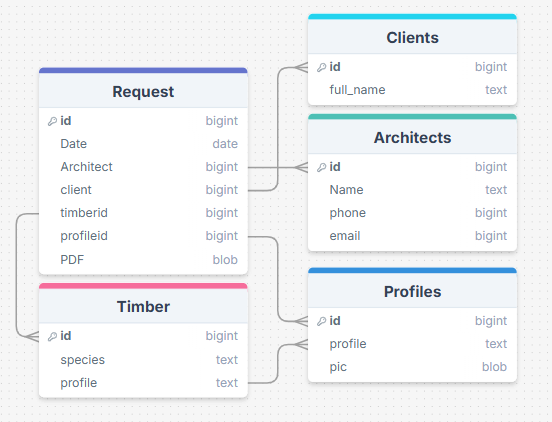 Request
id bigint
Date date
Architect bigint
client bigint
timberid bigint
profileid bigint
PDF blob
Timber
id bigint
species text
profile text
Clients
id bigint
full_name text
Architects
id bigint
Name text
phone bigint
email bigint
Profiles
id bigint
profile text
pic blob